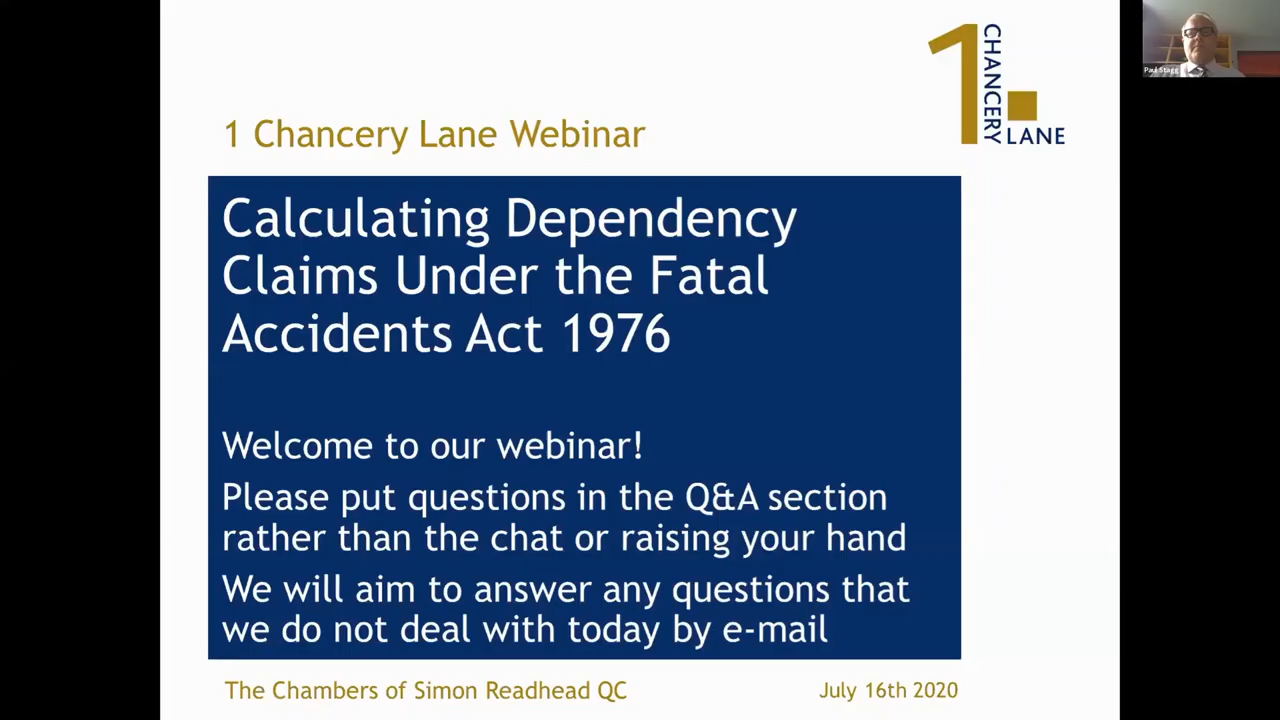 1 CHANCERY LANE
Paul Stagg
1 Chancery Lane Webinar
Calculating Dependency
Claims Under the Fatal
Accidents Act 1976
Welcome to our webinar!
Please put questions in the Q&A section
rather than the chat or raising your hand
We will aim to answer any questions that
we do not deal with today by e-mail
The Chambers of Simon Readhead QC
July 16th 2020